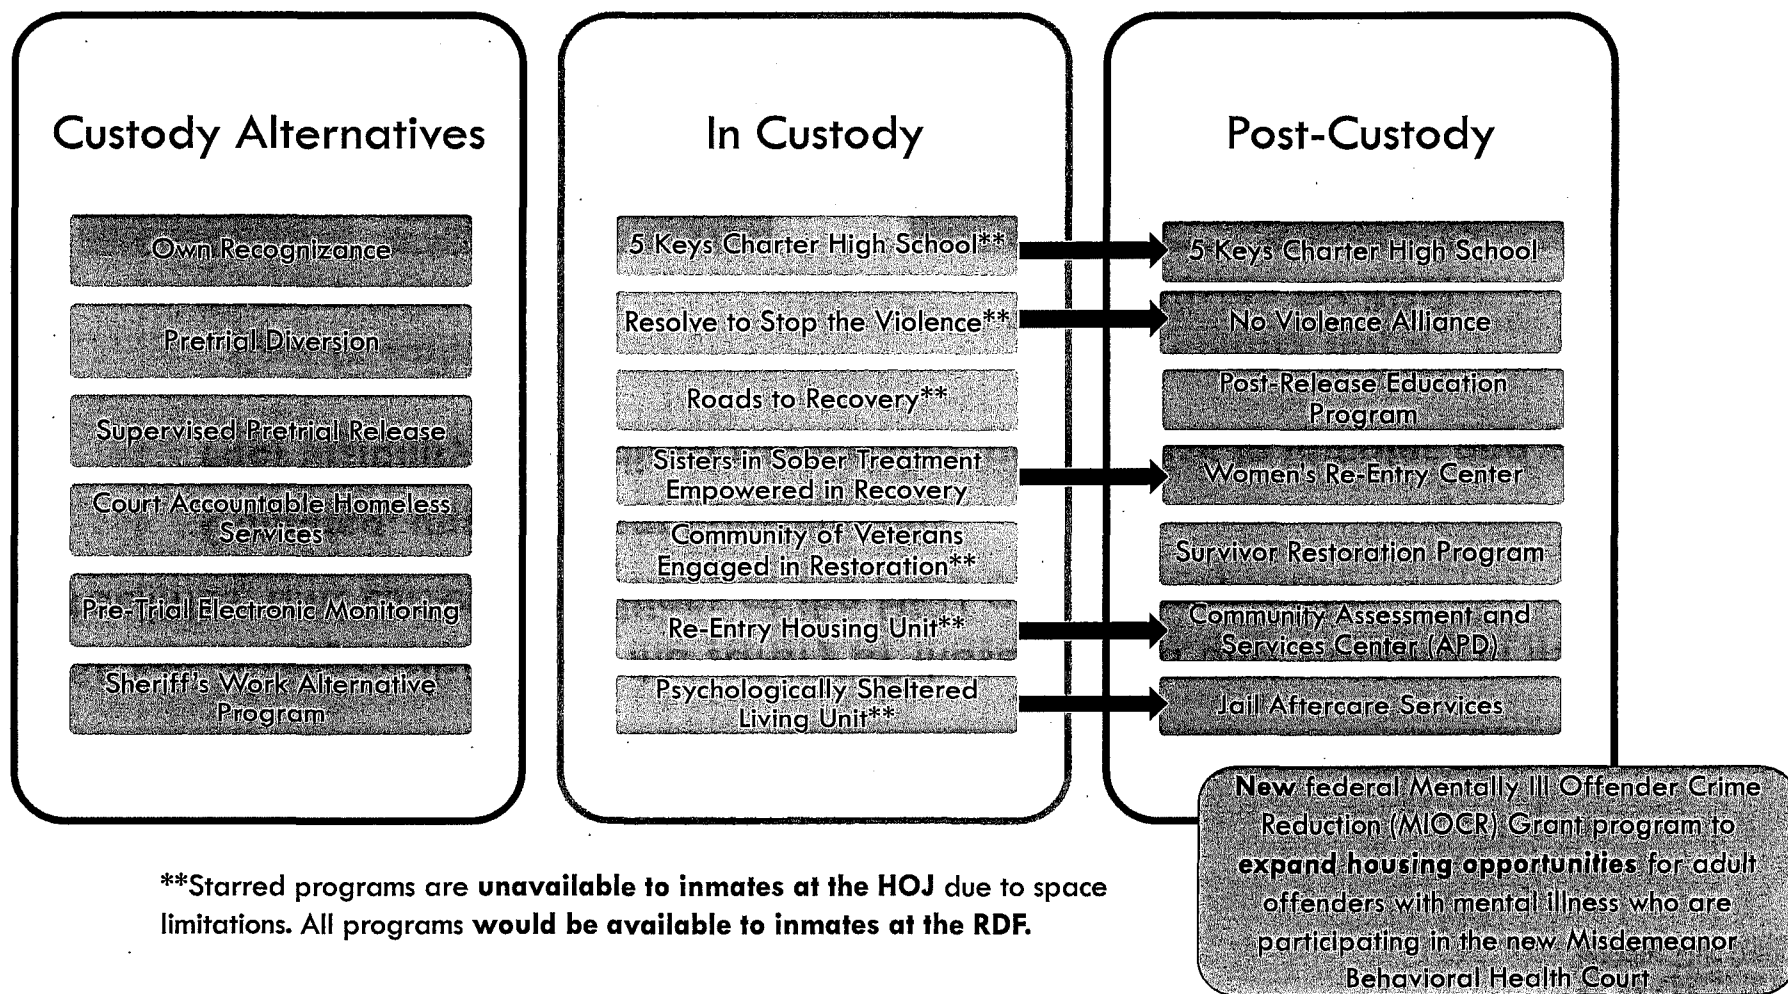 Custody Alternatives
Own Recognizance
Pretrial Diversion
Supervised Pretrial Release
Court Accountable Homeless
Services
Pre-Trial Electronic Monitoring
Sheriff's Work Alternative
Program
In Custody
5 Keys Charter High School**
Resolve to Stop the Violence**
Roads to Recovery**
Sisters in Sober Treatment
Empowered in Recovery
Community of Veterans
Engaged in Restoration**
Re-Entry Housing Unit**
Psychologically Sheltered
Living Unit**
Post-Custody
5 Keys Charter High School
No Violence Alliance
Post-Release Education
Program
Women's Re-Entry Center
Survivor Restoration Program
Community Assessment and
Services Center (APD)
Jail Aftercare Services
New federal Mentally Ill Offender Crime
Reduction (MIOCR) Grant program to
expand housing opportunities for adult
offenders with mental illness who are
participating in the new Misdemeanor
Behavioral Health Court
**Starred programs are unavailable to inmates at the HOJ due to space
limitations. All programs would be available to inmates at the RDF.